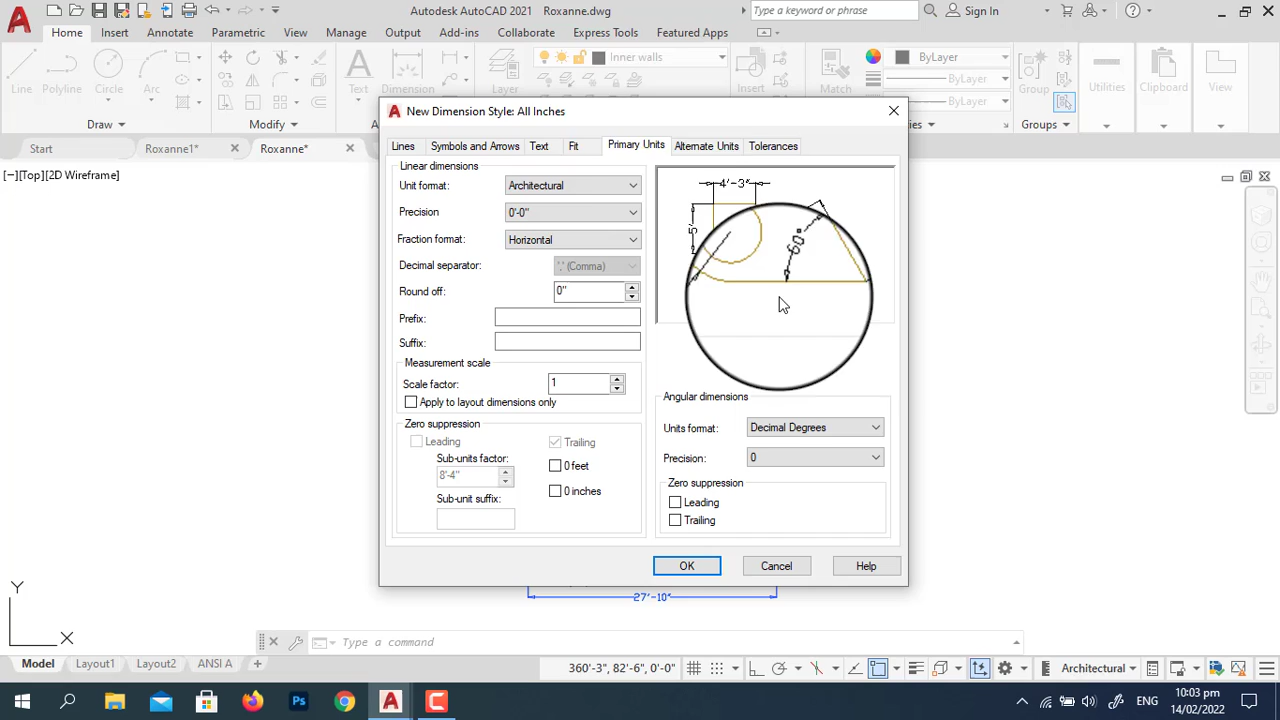 Autodesk AutoCAD 2021 Roxanne.dwg
Type a keyword or phrase
Sign In
Home Insert Annotate Parametric View Manage Output Add-ins Collaborate Express Tools Featured Apps
Line Polyline Circle Arc
Text Dimension
Layer
Inner walls
Insert
Match
ByLayer
ByLayer
ByLayer
Group
Utilities Clipboard View
Draw Modify
Groups
Start Roxanne1* Roxanne*
[−][Top][2D Wireframe]
New Dimension Style: All Inches
Lines Symbols and Arrows Text Fit Primary Units Alternate Units Tolerances
Linear dimensions
Unit format: Architectural
Precision 0'-0"
Fraction format: Horizontal
Decimal separator: ',' (Comma)
Round off: 0"
Prefix:
Suffix:
Measurement scale
Scale factor: 1
Apply to layout dimensions only
Zero suppression
Leading Trailing
Sub-units factor: 0 feet
8'-4"
0 inches
Sub-unit suffix:
4'-3"
5'
60°
Angular dimensions
Units format: Decimal Degrees
Precision: 0
Zero suppression
Leading
Trailing
OK Cancel Help
27'-10"
Y
X
Type a command
Model Layout1 Layout2 ANSI A +
360'-3", 82'-6", 0'-0" MODEL Architectural
Ps
ENG
10:03 pm
14/02/2022